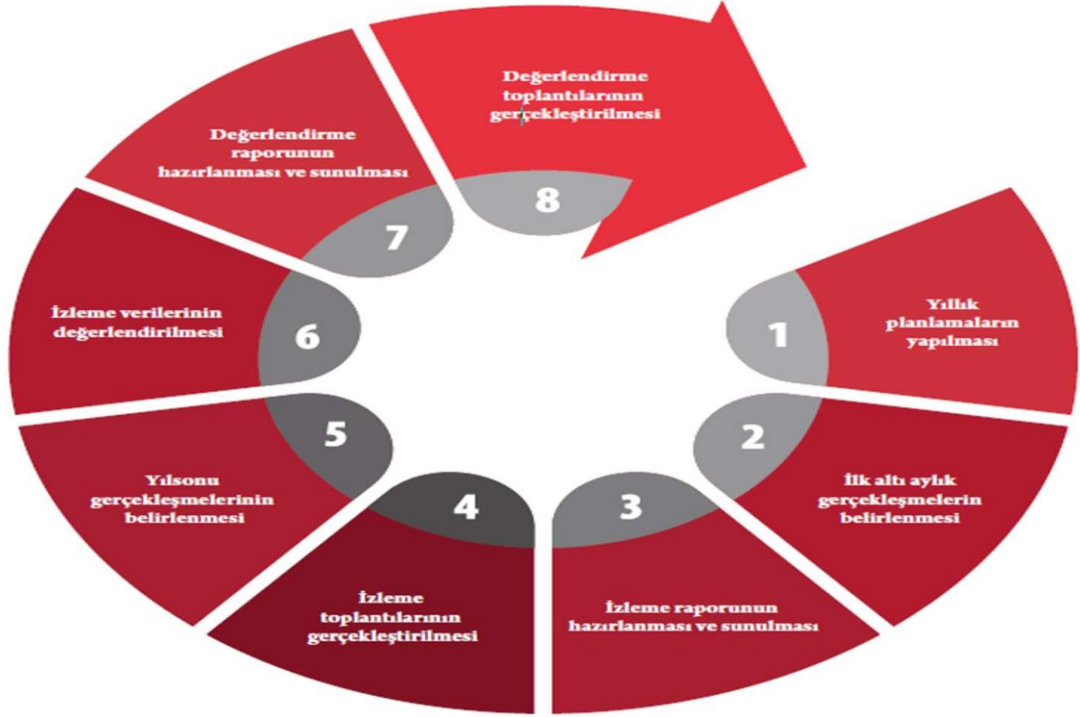 1
Yıllık
planlamaların
yapılması
2
İlk altı aylık
gerçekleşmelerin
belirlenmesi
3
İzleme raporunun
hazırlanması ve sunulması
4
İzleme
toplantılarının
gerçekleştirilmesi
5
Yılsonu
gerçekleşmelerinin
belirlenmesi
6
İzleme verilerinin
değerlendirilmesi
7
Değerlendirme
raporunun
hazırlanması ve sunulması
8
Değerlendirme
toplantılarının
gerçekleştirilmesi